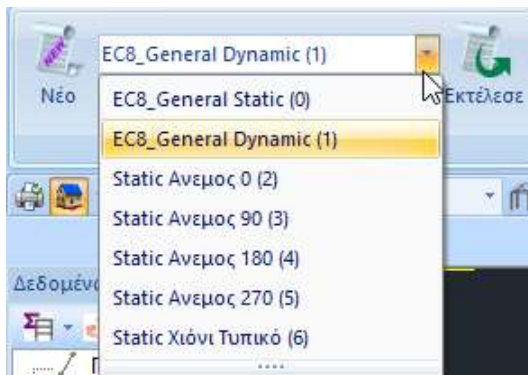 NEW
EC8_General Dynamic (1)
Νέο
Εκτέλεσε
EC8_General Static (0)
EC8_General Dynamic (1)
Static Ανεμος 0 (2)
Static Ανεμος 90 (3)
Static Ανεμος 180 (4)
Static Ανεμος 270 (5)
Static Χιόνι Τυπικό (6)